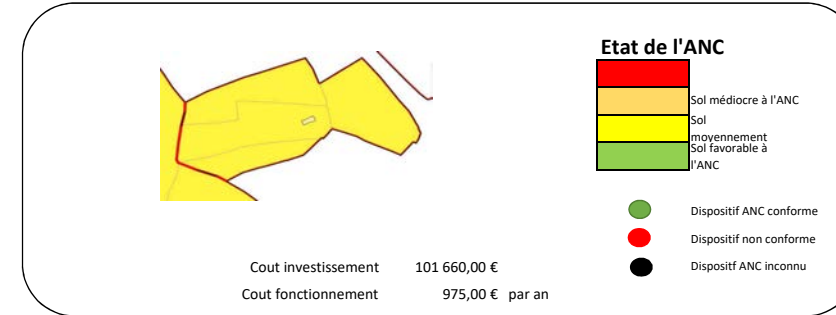 Etat de l'ANC
Sol médiocre à l'ANC
Sol
moyennement
Sol favorable à
l'ANC
Dispositif ANC conforme
Dispositif non conforme
Dispositf ANC inconnu
Cout investissement 101 660,00 €
Cout fonctionnement 975,00 € par an